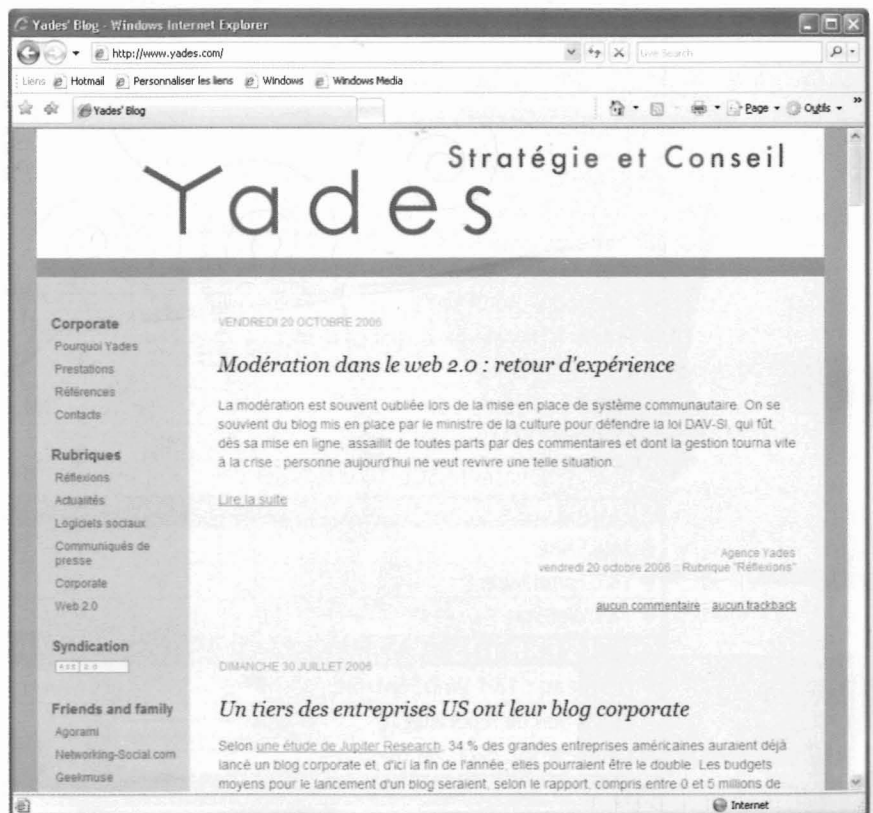 Yades' Blog - Windows Internet Explorer
http://www.yades.com/
Live Search
Liens Hotmail Personnaliser les liens Windows Windows Media
Yades' Blog
Page Outils »
Stratégie et Conseil
Yades
Corporate
Pourquoi Yades
Prestations
Références
Contacts
Rubriques
Réflexions
Actualités
Logiciels sociaux
Communiqués de
presse
Corporate
Web 2.0
Syndication
RSS 2.0
Friends and family
Agorami
Networking-Social.com
Geekmuse
VENDREDI 20 OCTOBRE 2006
Modération dans le web 2.0 : retour d'expérience
La modération est souvent oubliée lors de la mise en place de système communautaire. On se
souvient du blog mis en place par le ministre de la culture pour défendre la loi DAV-SI, qui fût,
dès sa mise en ligne, assaillit de toutes parts par des commentaires et dont la gestion tourna vite
à la crise : personne aujourd'hui ne veut revivre une telle situation.
Lire la suite
Agence Yades
vendredi 20 octobre 2006 :: Rubrique "Réflexions"
aucun commentaire :: aucun trackback
DIMANCHE 30 JUILLET 2006
Un tiers des entreprises US ont leur blog corporate
Selon une étude de Jupiter Research, 34 % des grandes entreprises américaines auraient déjà
lancé un blog corporate et, d'ici la fin de l'année, elles pourraient être le double. Les budgets
moyens pour le lancement d'un blog seraient, selon le rapport, compris entre 0 et 5 millions de
Internet